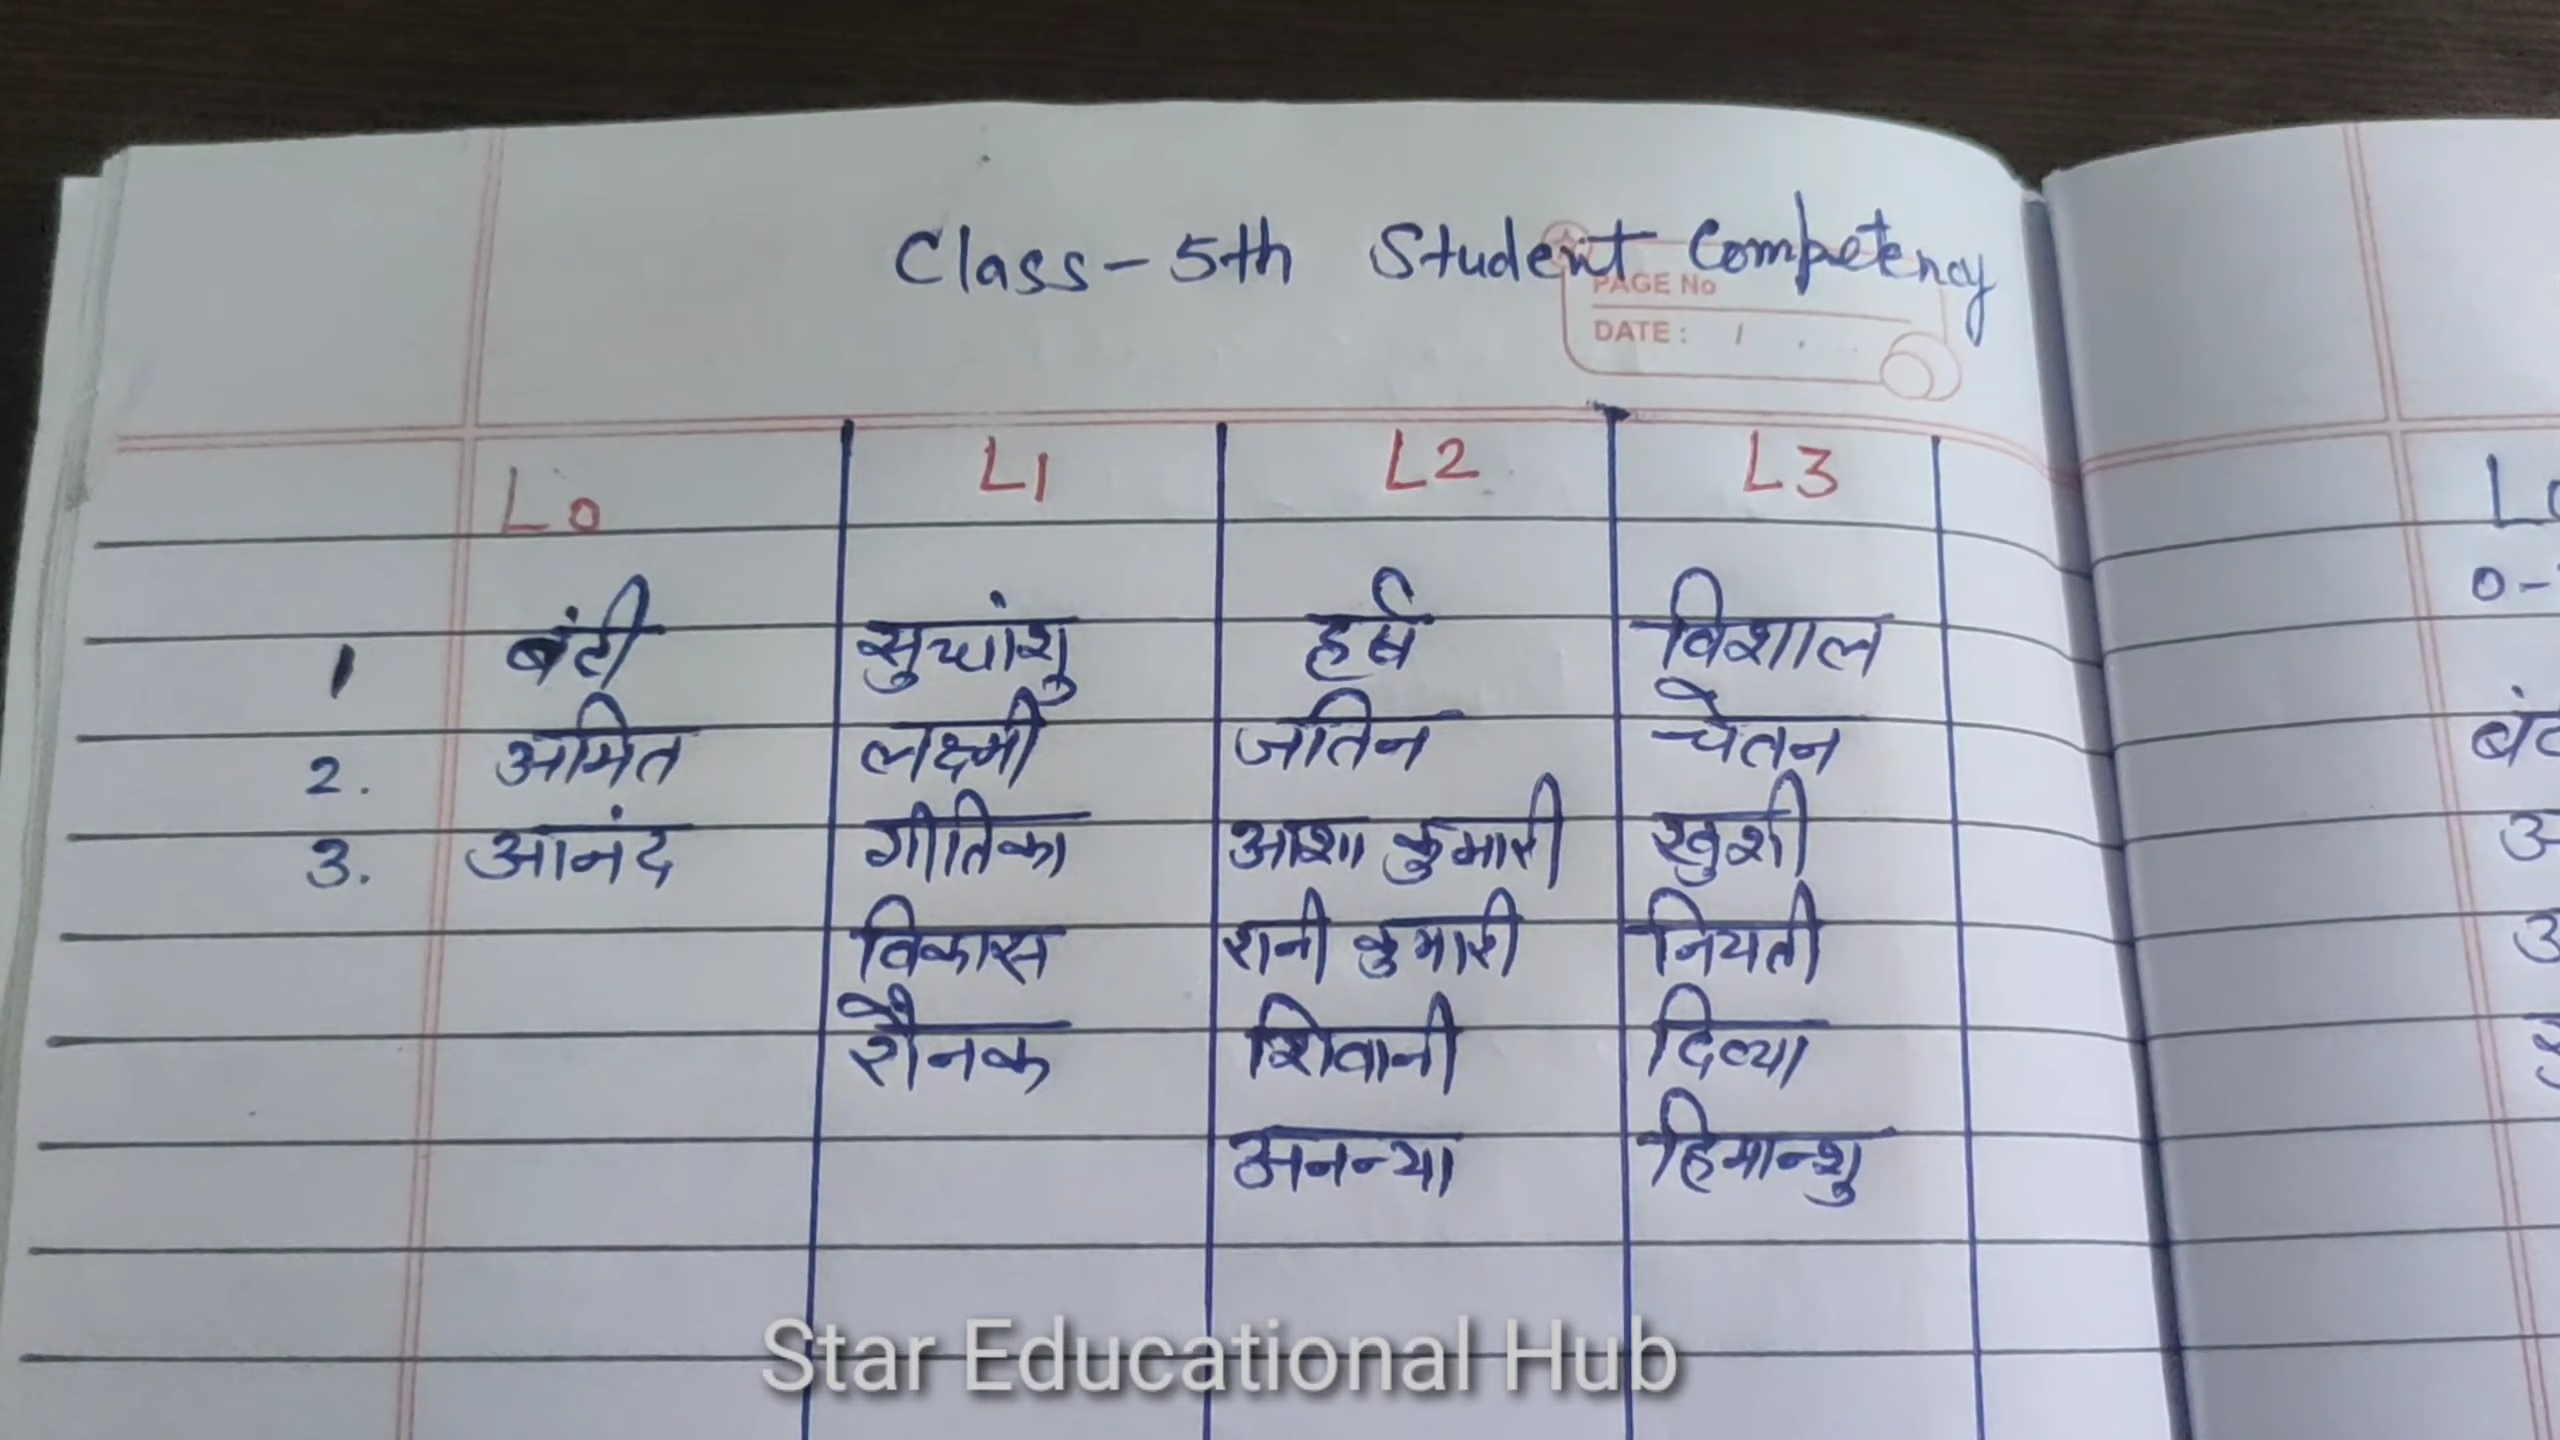 Class - 5th Student Competency
PAGE No
DATE : /
L0 L1 L2 L3
1 बंटी सुधांशु हर्ष विशाल
2. अमित लक्ष्मी जतिन चेतन
3. आनंद गीतिका आशा कुमारी खुशी
विकास रानी कुमारी नियती
रौनक शिवानी दिव्या
अनन्या हिमान्शु
Star Educational Hub